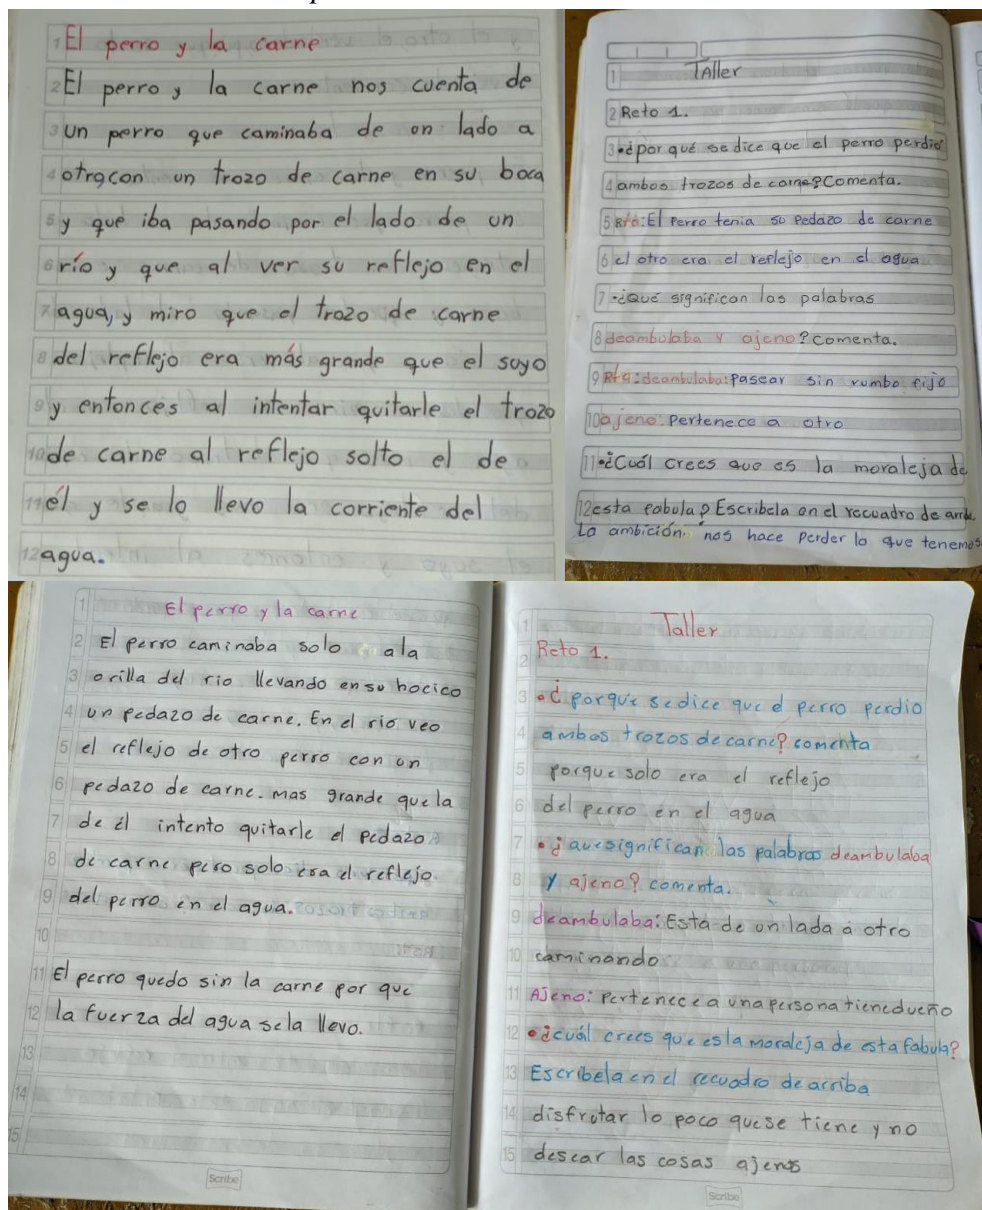 El perro y la carne
El perro y la carne nos cuenta de
un perro que caminaba de un lado a
otracon un trozo de carne en su boca
y que iba pasando por el lado de un
río y que al ver su reflejo en el
agua, y miro que el trozo de carne
del reflejo era más grande que el suyo
y entonces al intentar quitarle el trozo
de carne al reflejo solto el de
él y se lo llevo la corriente del
agua.
Taller
Reto 1.
• ¿por qué se dice que el perro perdió
ambos trozos de carne? Comenta.
Rta: El Perro tenia su pedazo de carne
el otro era el reflejo en el agua
• ¿Qué significan las palabras
deambulaba y ajeno? comenta.
Rta: deambulaba: Pasear sin rumbo fijo
ajeno: Pertenece a otro
• ¿Cuál crees que es la moraleja de
esta fabula? Escribela en el recuadro de arriba.
La ambición nos hace perder lo que tenemos
El perro y la carne
El perro caminaba solo a la
orilla del rio llevando en su hocico
un pedazo de carne. En el rio veo
el reflejo de otro perro con un
pedazo de carne. mas grande que la
de él intento quitarle el pedazo
de carne pero solo era el reflejo
del perro en el agua.
El perro quedo sin la carne por que
la fuerza del agua se la llevo.
Scribe
Taller
Reto 1.
• ¿porque se dice que el perro perdio
ambos trozos de carne? comenta
porque solo era el reflejo
del perro en el agua
• ¿que significan las palabras deambulaba
y ajeno? comenta.
deambulaba: Está de un lada a otro
caminando
Ajeno: Pertenece a una persona tiene dueño
• ¿cuál crees que es la moraleja de esta fabula?
Escribela en el recuadro de arriba
disfrutar lo poco que se tiene y no
desear las cosas ajenas
Scribe